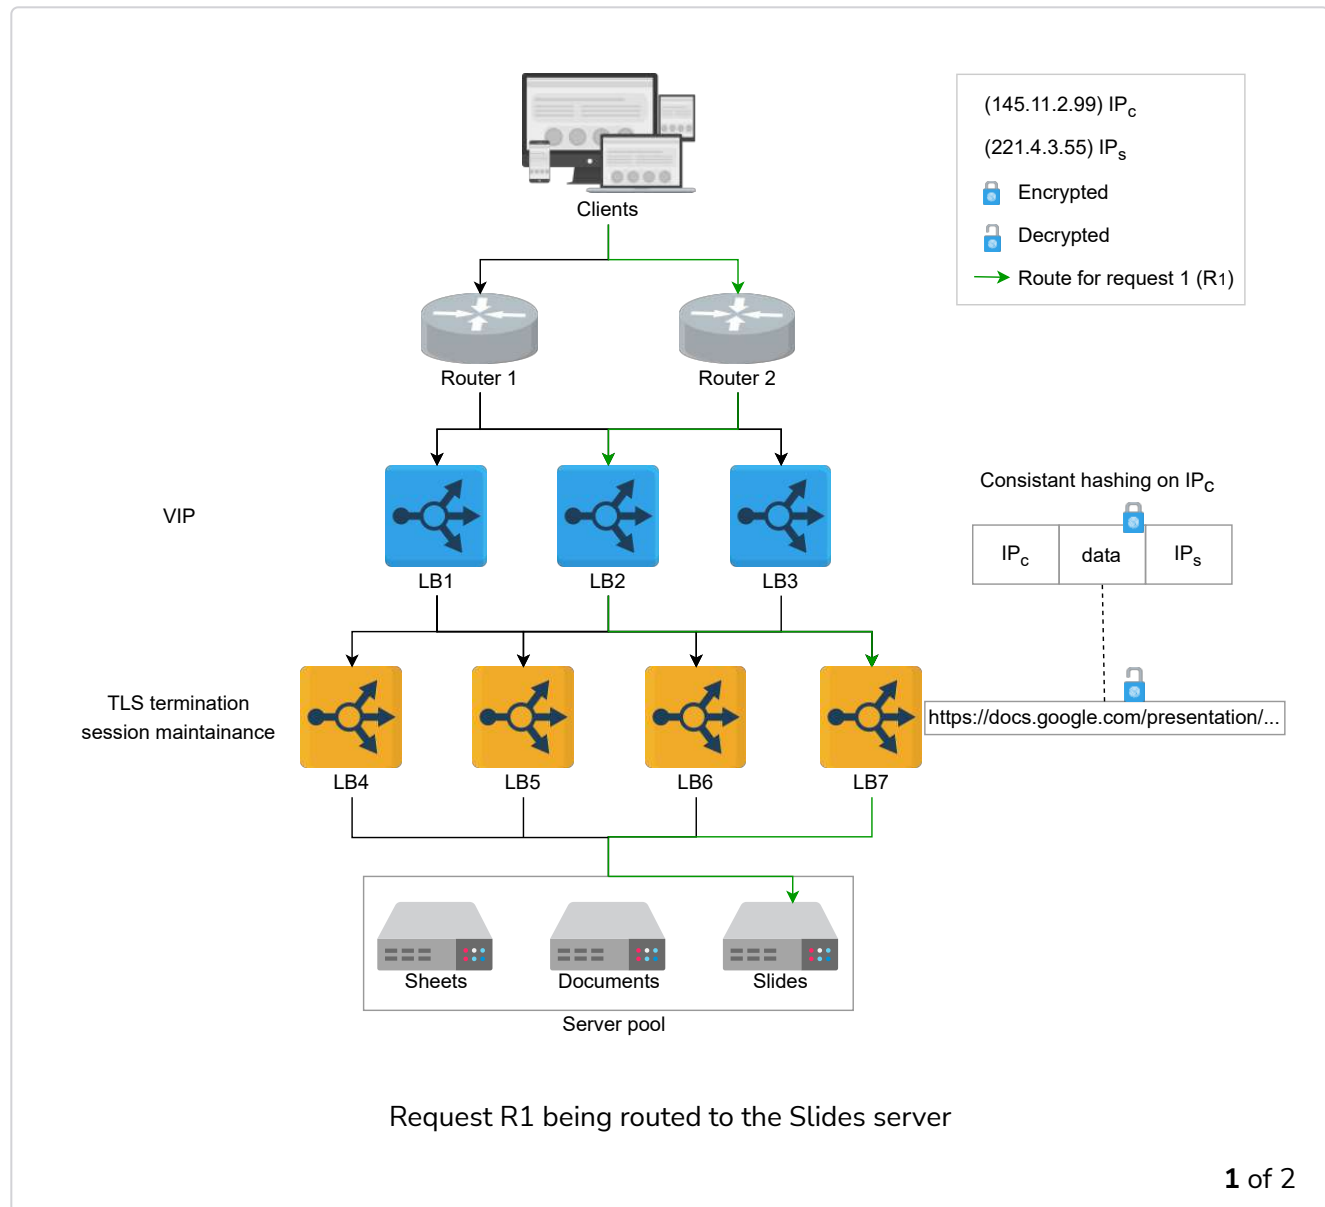 Clients
(145.11.2.99) IPc
(221.4.3.55) IPs
Encrypted
Decrypted
Route for request 1 (R1)
Router 1
Router 2
VIP
LB1
LB2
LB3
Consistant hashing on IPc
IPc
data
IPs
TLS termination
session maintainance
LB4
LB5
LB6
LB7
https://docs.google.com/presentation/...
Sheets
Documents
Slides
Server pool
Request R1 being routed to the Slides server
1 of 2